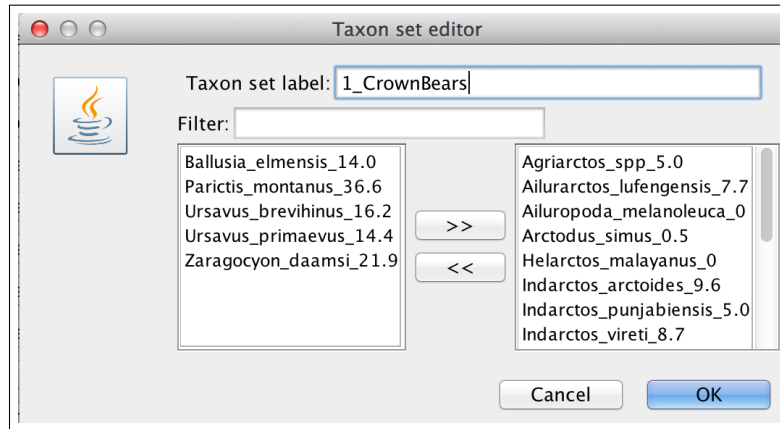 Taxon set editor
Taxon set label: 1_CrownBears
Filter:
Ballusia_elmensis_14.0
Parictis_montanus_36.6
Ursavus_brevihinus_16.2
Ursavus_primaevus_14.4
Zaragocyon_daamsi_21.9
>>
<<
Agriarctos_spp_5.0
Ailurarctos_lufengensis_7.7
Ailuropoda_melanoleuca_0
Arctodus_simus_0.5
Helarctos_malayanus_0
Indarctos_arctoides_9.6
Indarctos_punjabiensis_5.0
Indarctos_vireti_8.7
Cancel
OK